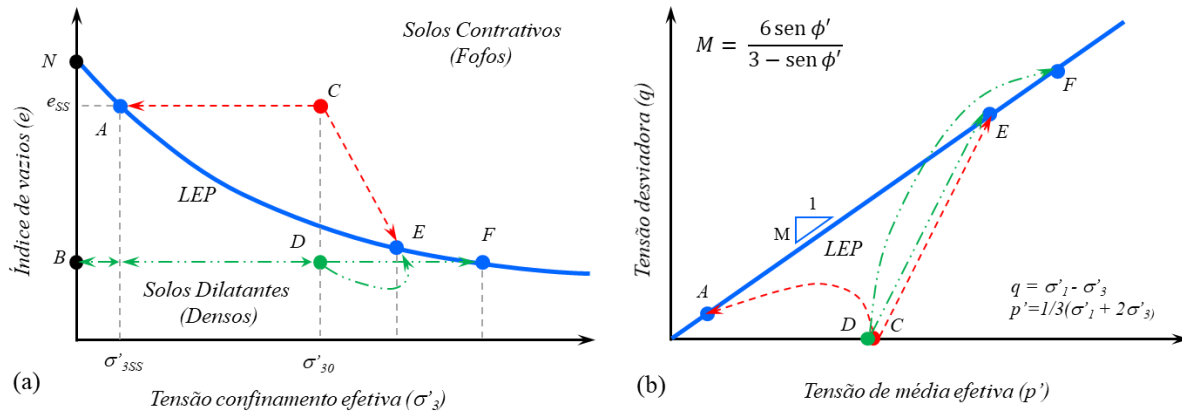 Solos Contrativos
(Fofos)
N
e_SS
C
A
Índice de vazios (e)
LEP
B
D
E
F
Solos Dilatantes
(Densos)
σ'_3SS
σ'_30
(a)
Tensão confinamento efetiva (σ'_3)
M = 6 sen ϕ′ / 3 − sen ϕ′
F
E
Tensão desviadora (q)
1
M
LEP
A
D
C
q = σ'_1 - σ'_3
p'=1/3(σ'_1 + 2σ'_3)
(b)
Tensão de média efetiva (p')